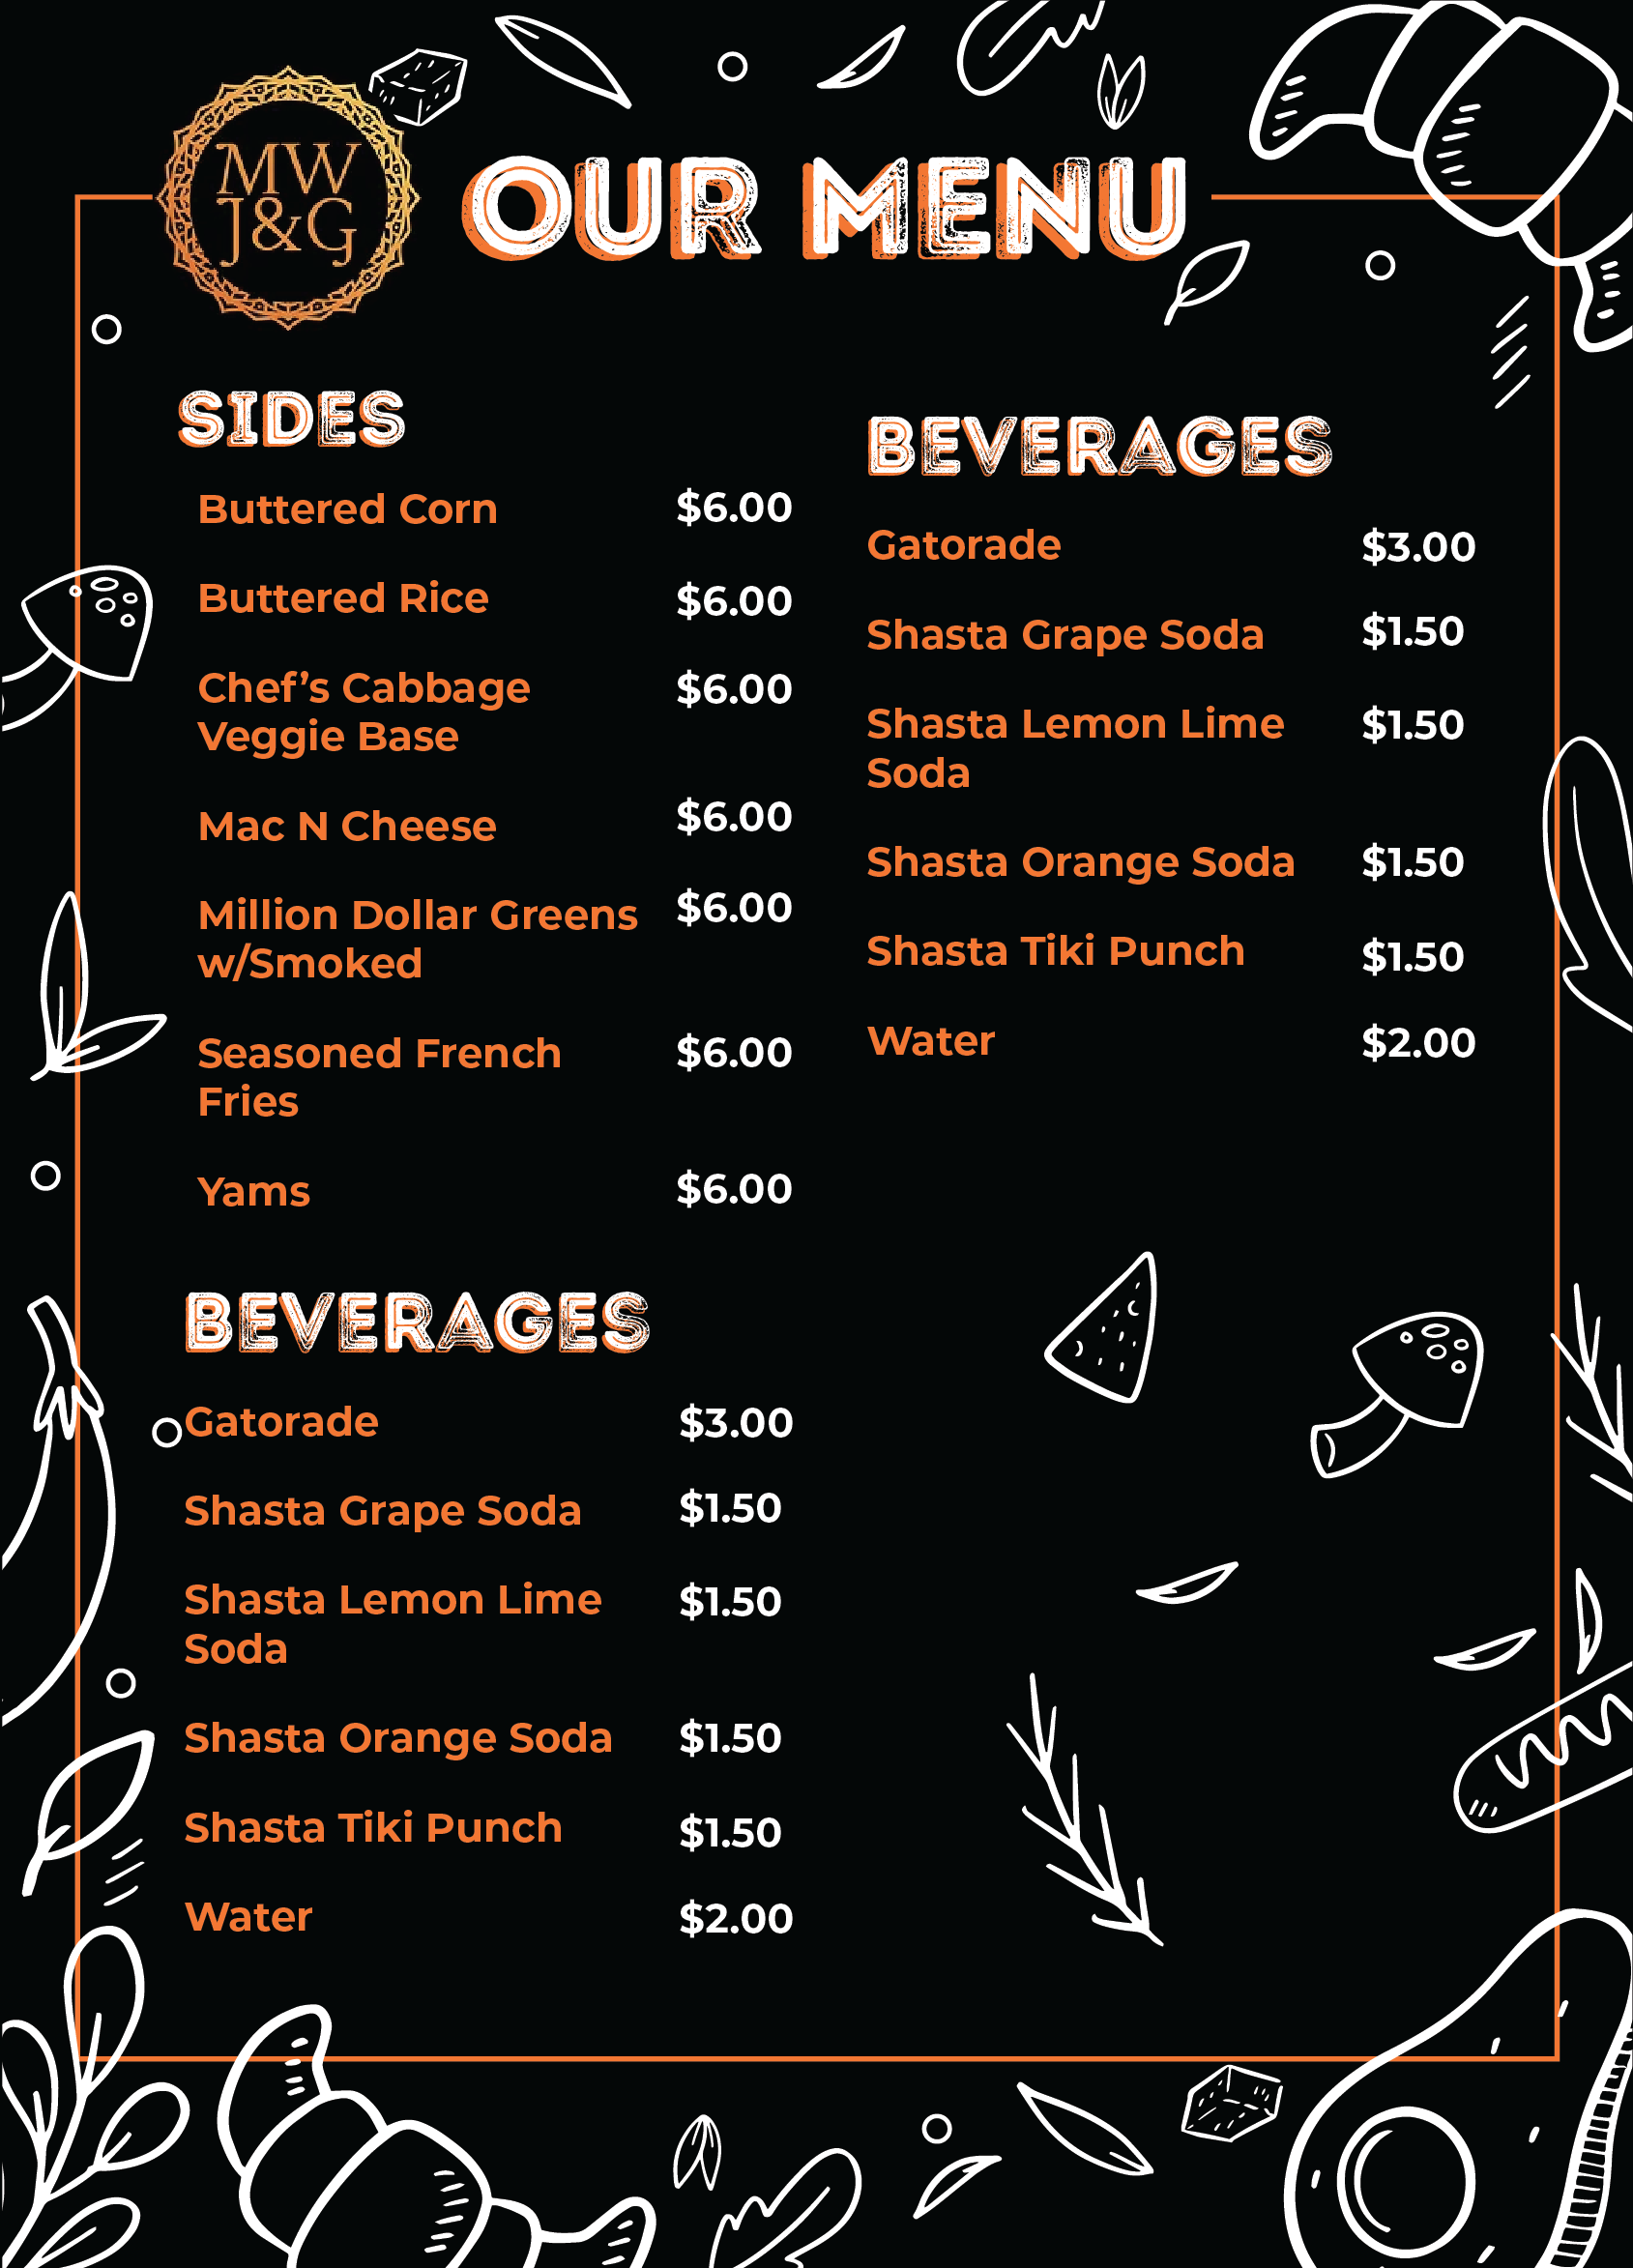 MW
J&G
OUR MENU
SIDES
Buttered Corn $6.00
Buttered Rice $6.00
Chef’s Cabbage $6.00
Veggie Base
Mac N Cheese $6.00
Million Dollar Greens $6.00
w/Smoked
Seasoned French $6.00
Fries
Yams $6.00
BEVERAGES
Gatorade $3.00
Shasta Grape Soda $1.50
Shasta Lemon Lime $1.50
Soda
Shasta Orange Soda $1.50
Shasta Tiki Punch $1.50
Water $2.00
BEVERAGES
Gatorade $3.00
Shasta Grape Soda $1.50
Shasta Lemon Lime $1.50
Soda
Shasta Orange Soda $1.50
Shasta Tiki Punch $1.50
Water $2.00